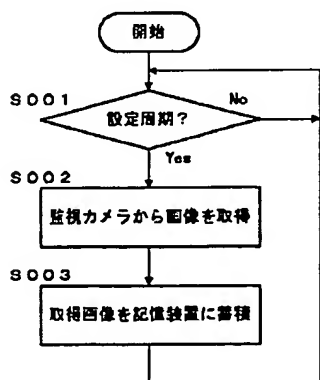 開始
S001
設定周期?
No
Yes
S002
監視カメラから画像を取得
S003
取得画像を記憶装置に蓄積